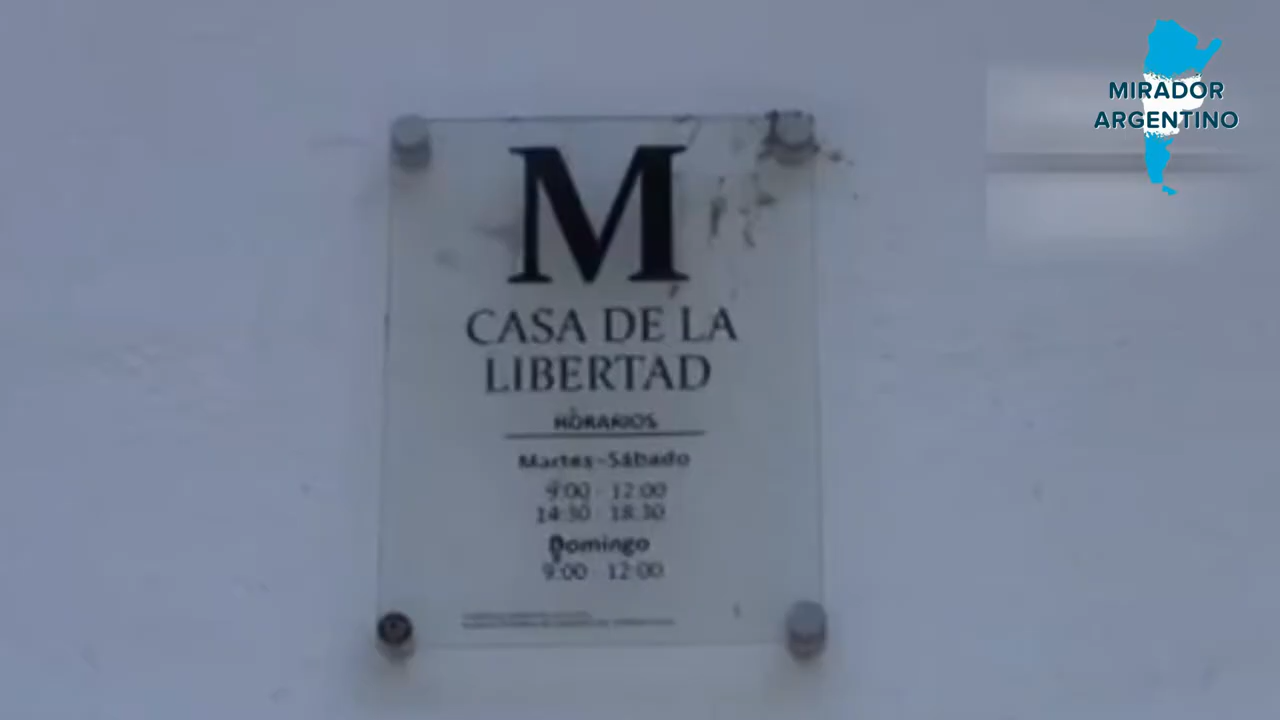 MIRADOR
ARGENTINO
M
CASA DE LA
LIBERTAD
HORARIOS
Martes-Sábado
9:00 - 12:00
14:30 - 18:30
Domingo
9:00 - 12:00